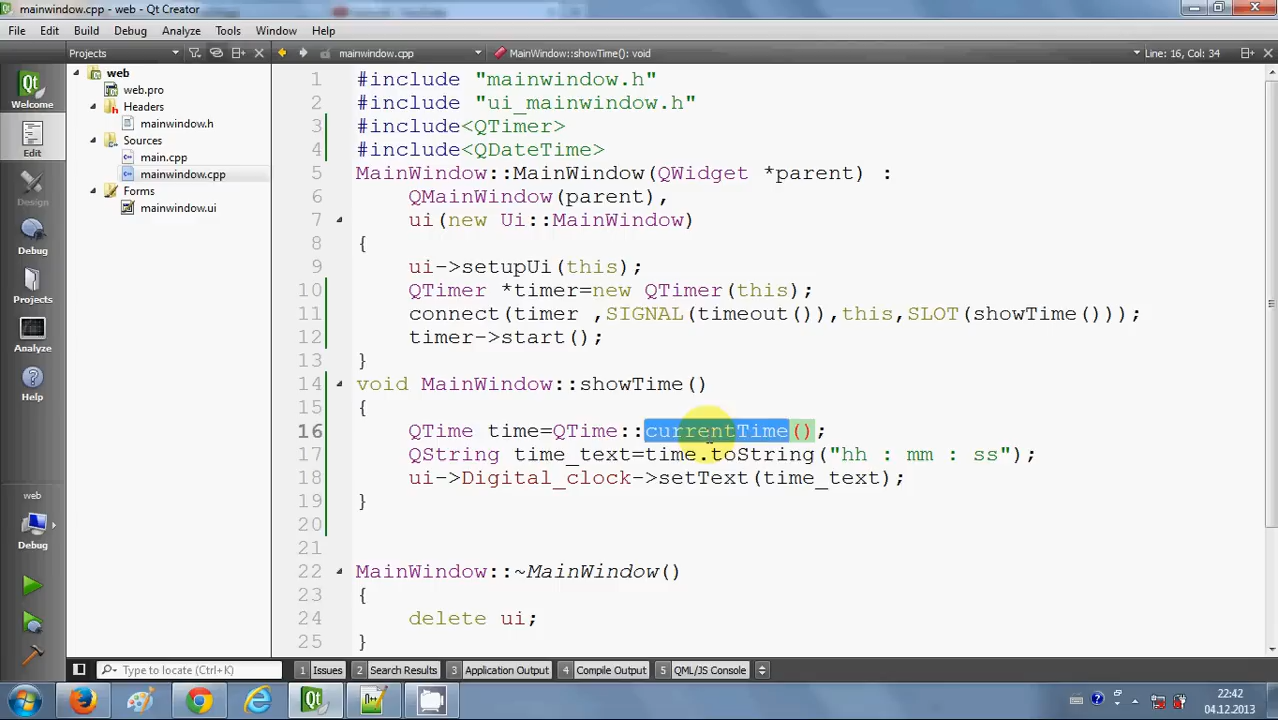 mainwindow.cpp - web - Qt Creator
File Edit Build Debug Analyze Tools Window Help
Projects mainwindow.cpp MainWindow::showTime(): void Line: 16, Col: 34
Welcome
Edit
Design
Debug
Projects
Analyze
Help
web
Debug
web
web.pro
Headers
mainwindow.h
Sources
main.cpp
mainwindow.cpp
Forms
mainwindow.ui
1 #include "mainwindow.h"
2 #include "ui_mainwindow.h"
3 #include<QTimer>
4 #include<QDateTime>
5 MainWindow::MainWindow(QWidget *parent) :
6 QMainWindow(parent),
7 ui(new Ui::MainWindow)
8 {
9 ui->setupUi(this);
10 QTimer *timer=new QTimer(this);
11 connect(timer ,SIGNAL(timeout()),this,SLOT(showTime()));
12 timer->start();
13 }
14 void MainWindow::showTime()
15 {
16 QTime time=QTime::currentTime();
17 QString time_text=time.toString("hh : mm : ss");
18 ui->Digital_clock->setText(time_text);
19 }
20
21
22 MainWindow::~MainWindow()
23 {
24 delete ui;
25 }
Type to locate (Ctrl+K) 1 Issues 2 Search Results 3 Application Output 4 Compile Output 5 QML/JS Console
22:42
04.12.2013